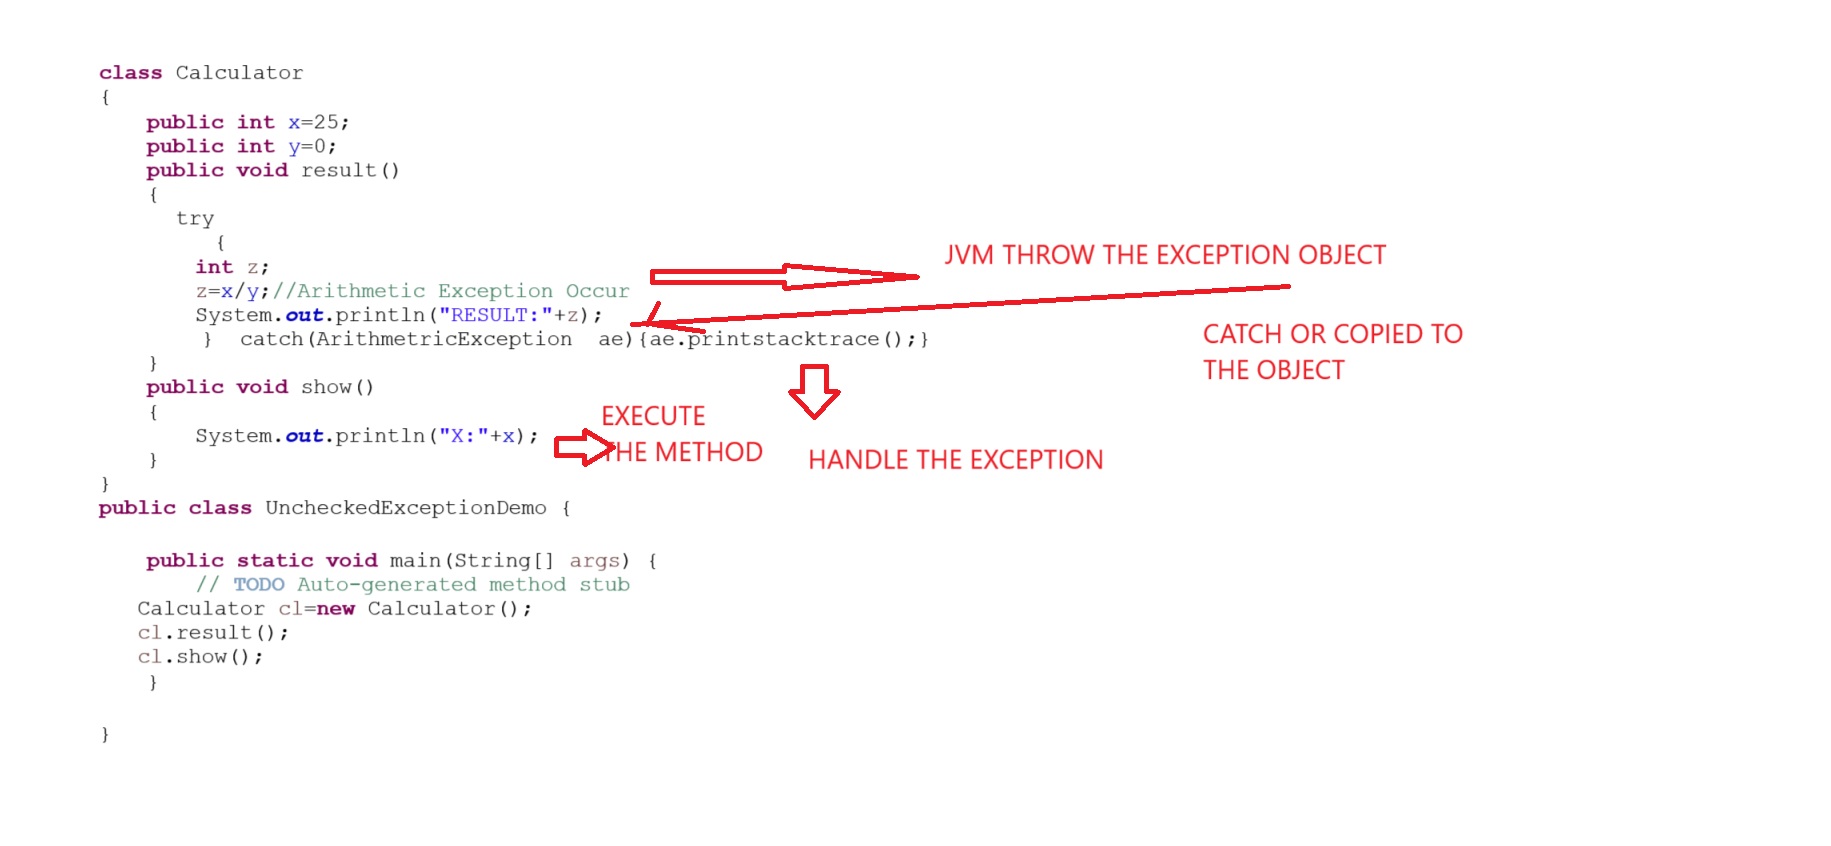 class Calculator
{
public int x=25;
public int y=0;
public void result()
{
try
{
int z;
z=x/y;//Arithmetic Exception Occur
System.out.println("RESULT:"+z);
} catch(ArithmetricException ae){ae.printstacktrace();}
}
public void show()
{
System.out.println("X:"+x);
}
}
public class UncheckedExceptionDemo {
public static void main(String[] args) {
// TODO Auto-generated method stub
Calculator cl=new Calculator();
cl.result();
cl.show();
}
}
JVM THROW THE EXCEPTION OBJECT
CATCH OR COPIED TO
THE OBJECT
EXECUTE
THE METHOD
HANDLE THE EXCEPTION